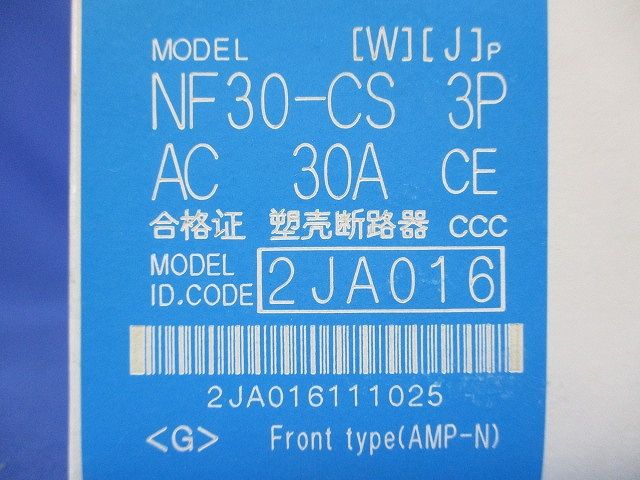 MODEL [W][J]P
NF30-CS 3P
AC 30A CE
合格证 塑壳断路器 CCC
MODEL
ID.CODE 2JA016
2JA016111025
<G> Front type(AMP-N)